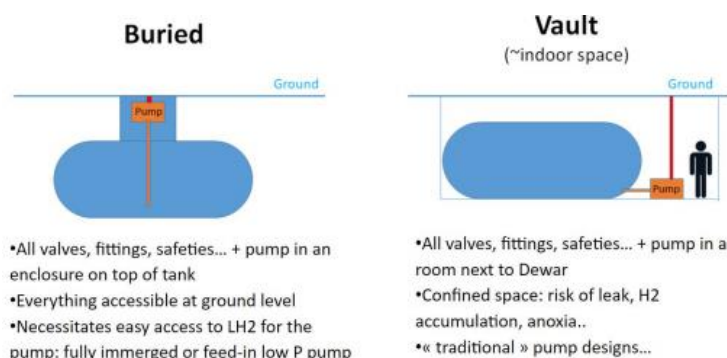 Buried
Ground
Pump
•All valves, fittings, safeties... + pump in an
enclosure on top of tank
•Everything accessible at ground level
•Necessitates easy access to LH2 for the
pump: fully immerged or feed-in low P pump
Vault
(~indoor space)
Ground
Pump
•All valves, fittings, safeties... + pump in a
room next to Dewar
•Confined space: risk of leak, H2
accumulation, anoxia..
•« traditional » pump designs...